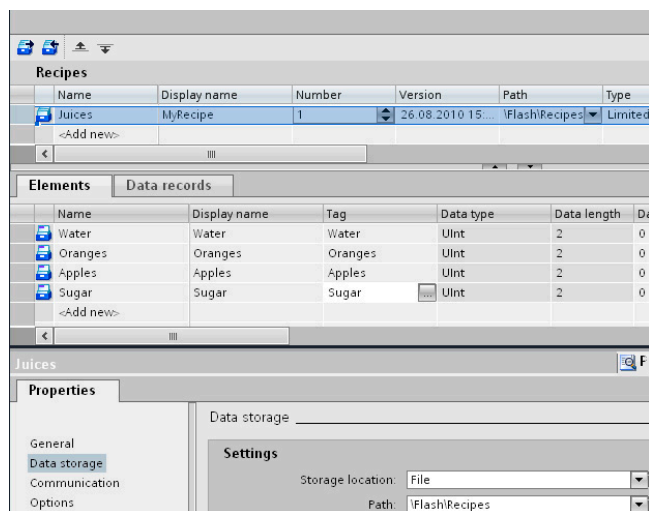 Recipes
Name Display name Number Version Path Type
Juices MyRecipe 1 26.08.2010 15:... \Flash\Recipes Limited
<Add new>
Elements Data records
Name Display name Tag Data type Data length Da
Water Water Water UInt 2 0
Oranges Oranges Oranges UInt 2 0
Apples Apples Apples UInt 2 0
Sugar Sugar Sugar ... UInt 2 0
<Add new>
Juices P
Properties
Data storage
General
Settings
Data storage
Storage location: File
Communication
Options
Path: \Flash\Recipes